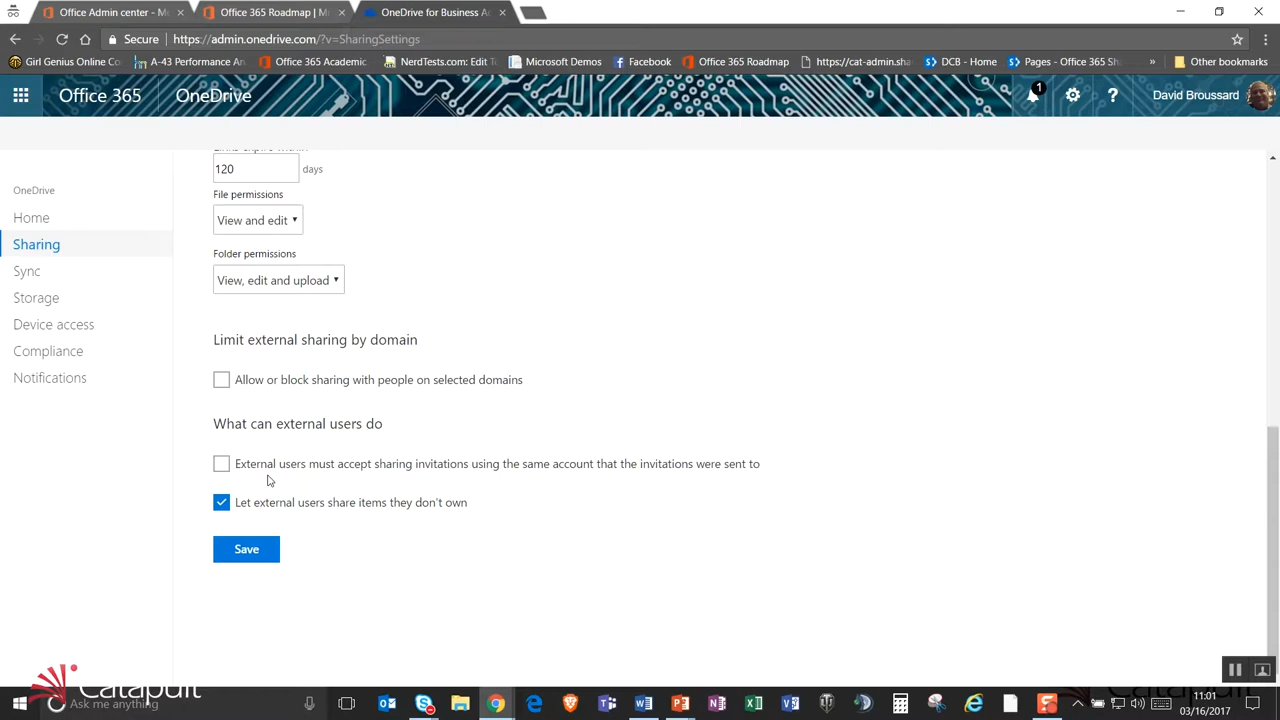 Office Admin center - M
Office 365 Roadmap | M
OneDrive for Business A
Secure
https://admin.onedrive.com/?v=SharingSettings
Girl Genius Online Co
A-43 Performance An
Office 365 Academic
NerdTests.com: Edit T
Microsoft Demos
Facebook
Office 365 Roadmap
https://cat-admin.sha
DCB - Home
Pages - Office365 Sh
»
Other bookmarks
Office 365
OneDrive
1
?
David Broussard
OneDrive
Home
Sharing
Sync
Storage
Device access
Compliance
Notifications
Links expire within
120 days
File permissions
View and edit
Folder permissions
View, edit and upload
Limit external sharing by domain
Allow or block sharing with people on selected domains
What can external users do
External users must accept sharing invitations using the same account that the invitations were sent to
Let external users share items they don't own
Save
Catapult
Ask me anything
11:01
03/16/2017